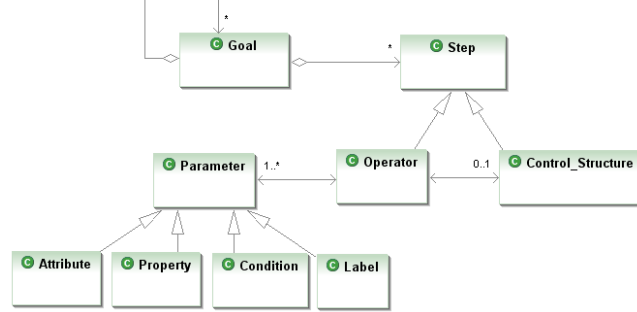 *
C Goal
*
C Step
C Parameter
1..*
C Operator
0..1
C Control_Structure
C Attribute
C Property
C Condition
C Label